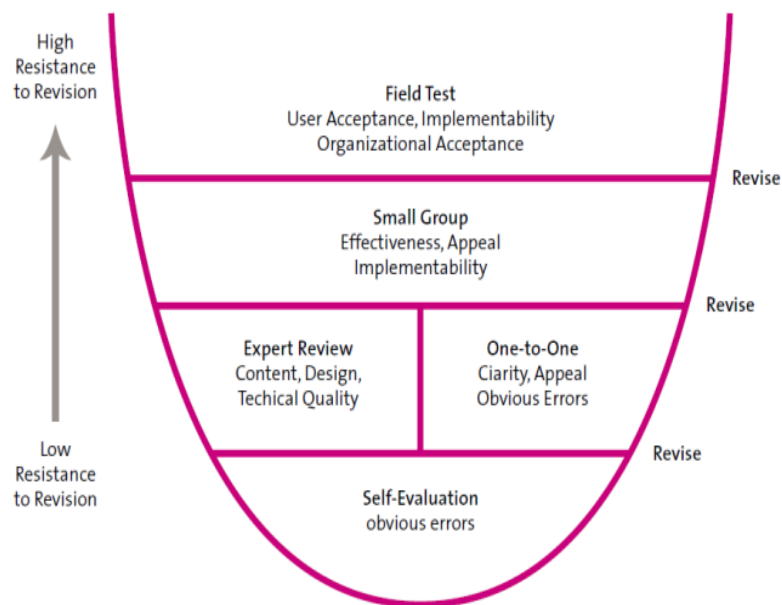 High
Resistance
to Revision
Field Test
User Acceptance, Implementability
Organizational Acceptance
Revise
Small Group
Effectiveness, Appeal
Implementability
Revise
Expert Review
Content, Design,
Techical Quality
One-to-One
Clarity, Appeal
Obvious Errors
Revise
Low
Resistance
to Revision
Self-Evaluation
obvious errors